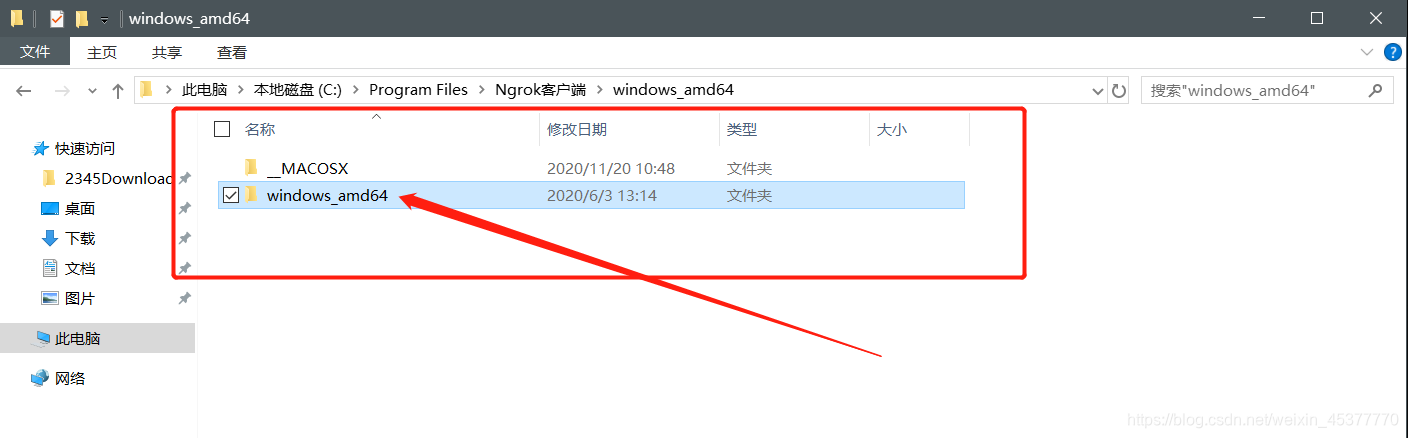 windows_amd64
文件 主页 共享 查看
此电脑 本地磁盘 (C:) Program Files Ngrok客户端 windows_amd64
搜索"windows_amd64"
名称 修改日期 类型 大小
快速访问
__MACOSX 2020/11/20 10:48 文件夹
2345Downloac
windows_amd64 2020/6/3 13:14 文件夹
桌面
下载
文档
图片
此电脑
网络
https://blog.csdn.net/weixin_45377770